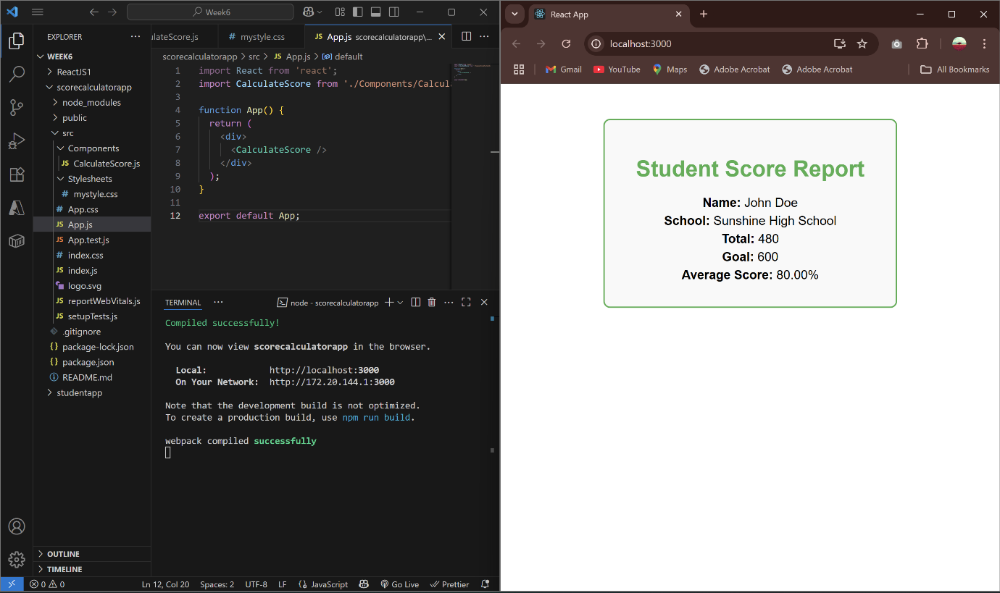 Week6
EXPLORER
WEEK6
ReactJS1
scorecalculatorapp
node_modules
public
src
Components
JS CalculateScore.js
Stylesheets
# mystyle.css
# App.css
JS App.js
JS App.test.js
# index.css
JS index.js
logo.svg
JS reportWebVitals.js
JS setupTests.js
.gitignore
{} package-lock.json
{} package.json
README.md
studentapp
OUTLINE
TIMELINE
ulateScore.js
# mystyle.css
JS App.js scorecalculatorapp\...
scorecalculatorapp > src > JS App.js > default
1 import React from 'react';
2 import CalculateScore from './Components/Calcul
3
4 function App() {
5 return (
6 <div>
7 <CalculateScore />
8 </div>
9 );
10 }
11
12 export default App;
TERMINAL ...
node - scorecalculatorapp
Compiled successfully!
You can now view scorecalculatorapp in the browser.
Local: http://localhost:3000
On Your Network: http://172.20.144.1:3000
Note that the development build is not optimized.
To create a production build, use npm run build.
webpack compiled successfully
0 0
Ln 12, Col 20
Spaces: 2
UTF-8
LF
{} JavaScript
Go Live
Prettier
React App
localhost:3000
Gmail
YouTube
Maps
Adobe Acrobat
Adobe Acrobat
All Bookmarks
Student Score Report
Name: John Doe
School: Sunshine High School
Total: 480
Goal: 600
Average Score: 80.00%